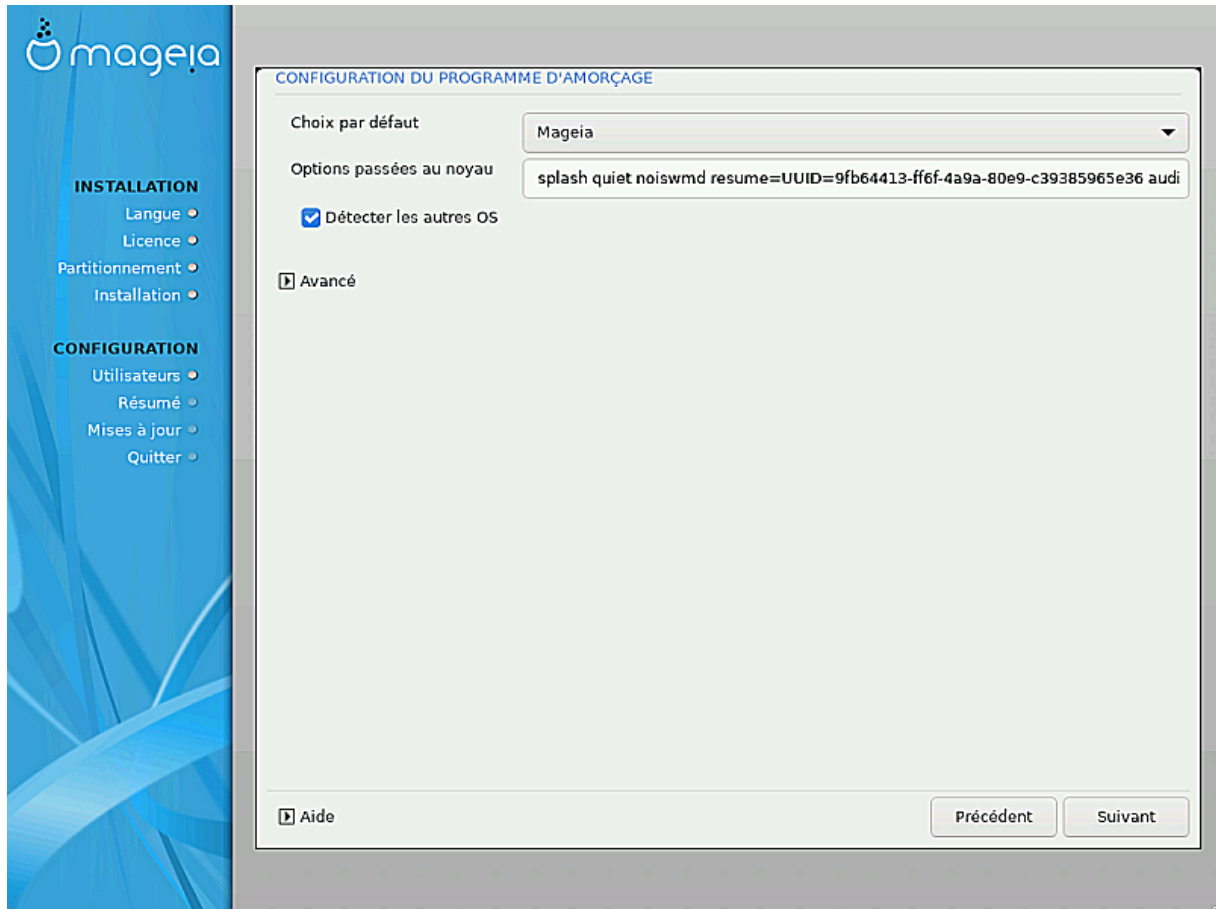 mageia
INSTALLATION
Langue
Licence
Partitionnement
Installation
CONFIGURATION
Utilisateurs
Résumé
Mises à jour
Quitter
CONFIGURATION DU PROGRAMME D'AMORÇAGE
Choix par défaut
Mageia
Options passées au noyau
splash quiet noiswmd resume=UUID=9fb64413-ff6f-4a9a-80e9-c39385965e36 audi
Détecter les autres OS
Avancé
Aide
Précédent
Suivant